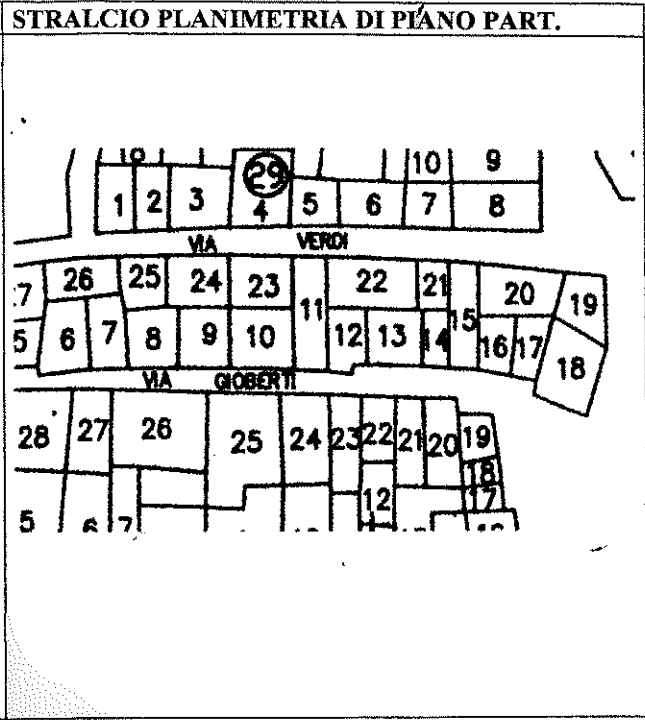 STRALCIO PLANIMETRIA DI PIANO PART.
10 9
29
1 2 3 4 5 6 7 8
VIA VERDI
26 25 24 23 11 22 21 15 20 19
6 7 8 9 10 12 13 14 16 17 18
VIA GIOBERTI
28 27 26 25 24 23 22 21 20 19
18
12 17
5 6 7